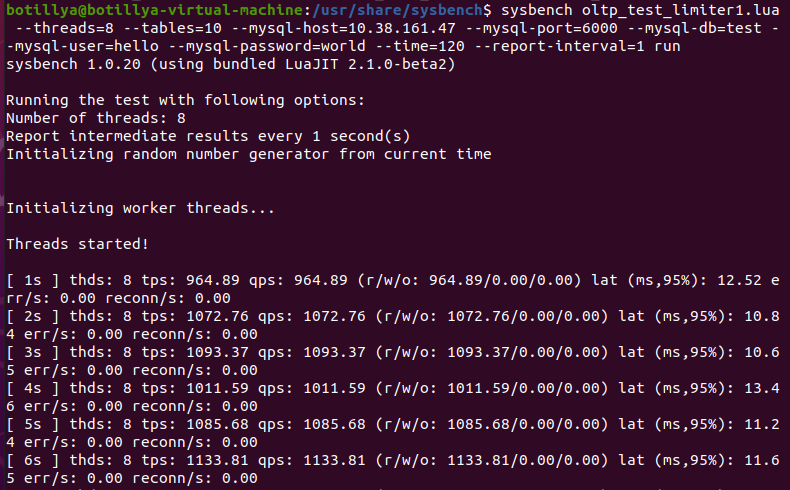 botillya@botillya-virtual-machine:/usr/share/sysbench$ sysbench oltp_test_limiter1.lua
 --threads=8 --tables=10 --mysql-host=10.38.161.47 --mysql-port=6000 --mysql-db=test -
-mysql-user=hello --mysql-password=world --time=120 --report-interval=1 run
sysbench 1.0.20 (using bundled LuaJIT 2.1.0-beta2)
Running the test with following options:
Number of threads: 8
Report intermediate results every 1 second(s)
Initializing random number generator from current time
Initializing worker threads...
Threads started!
[ 1s ] thds: 8 tps: 964.89 qps: 964.89 (r/w/o: 964.89/0.00/0.00) lat (ms,95%): 12.52 e
rr/s: 0.00 reconn/s: 0.00
[ 2s ] thds: 8 tps: 1072.76 qps: 1072.76 (r/w/o: 1072.76/0.00/0.00) lat (ms,95%): 10.8
4 err/s: 0.00 reconn/s: 0.00
[ 3s ] thds: 8 tps: 1093.37 qps: 1093.37 (r/w/o: 1093.37/0.00/0.00) lat (ms,95%): 10.6
5 err/s: 0.00 reconn/s: 0.00
[ 4s ] thds: 8 tps: 1011.59 qps: 1011.59 (r/w/o: 1011.59/0.00/0.00) lat (ms,95%): 13.4
6 err/s: 0.00 reconn/s: 0.00
[ 5s ] thds: 8 tps: 1085.68 qps: 1085.68 (r/w/o: 1085.68/0.00/0.00) lat (ms,95%): 11.2
4 err/s: 0.00 reconn/s: 0.00
[ 6s ] thds: 8 tps: 1133.81 qps: 1133.81 (r/w/o: 1133.81/0.00/0.00) lat (ms,95%): 11.6
5 err/s: 0.00 reconn/s: 0.00